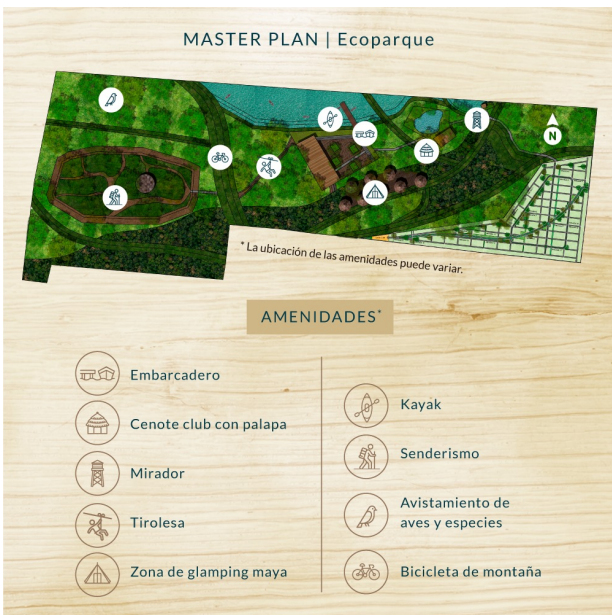 MASTER PLAN | Ecoparque
N
* La ubicación de las amenidades puede variar.
AMENIDADES*
Embarcadero
Cenote club con palapa
Mirador
Tirolesa
Zona de glamping maya
Kayak
Senderismo
Avistamiento de
aves y especies
Bicicleta de montaña